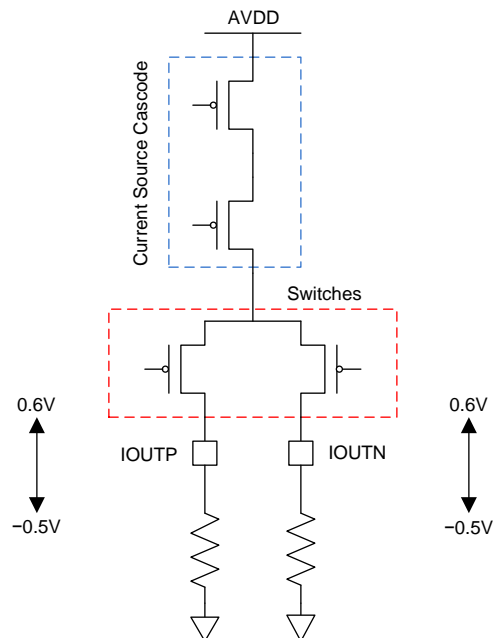 AVDD
Current Source Cascode
Switches
0.6V
0.6V
IOUTP
IOUTN
−0.5V
−0.5V